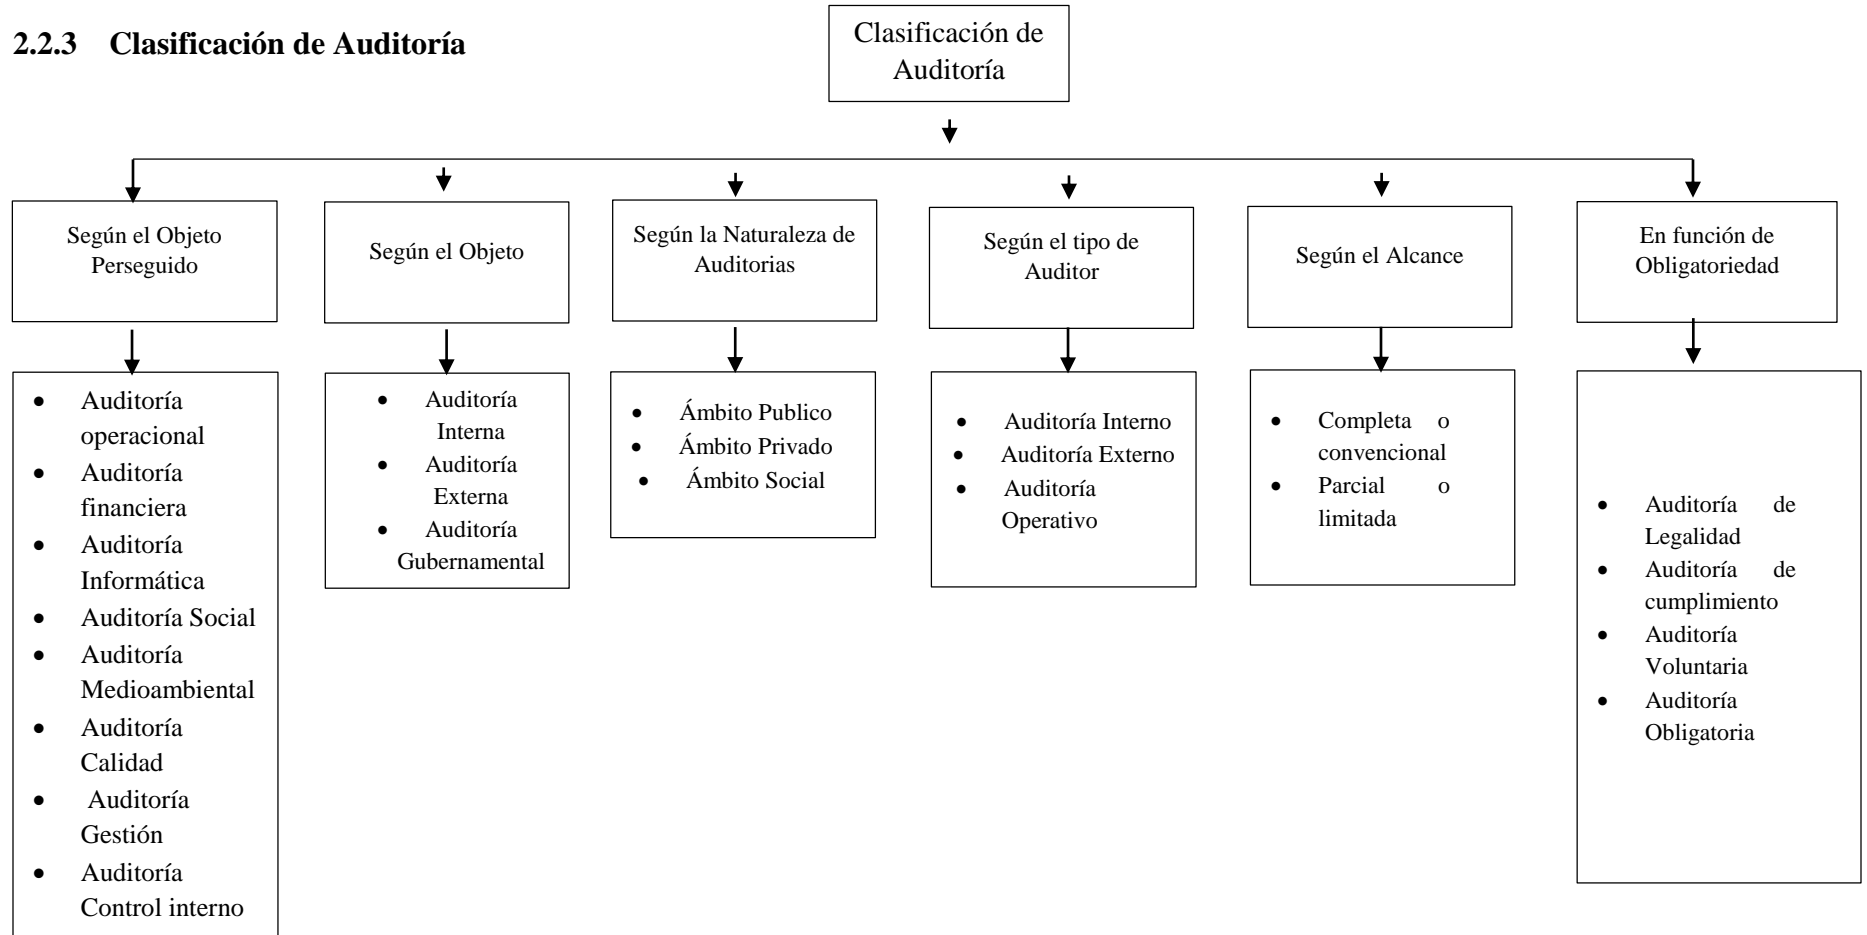 2.2.3 Clasificación de Auditoría
Clasificación de
Auditoría
Según el Objeto
Perseguido
Según el Objeto
Según la Naturaleza de
Auditorias
Según el tipo de
Auditor
Según el Alcance
En función de
Obligatoriedad
• Auditoría
operacional
• Auditoría
financiera
• Auditoría
Informática
• Auditoría Social
• Auditoría
Medioambiental
• Auditoría
Calidad
• Auditoría
Gestión
• Auditoría
Control interno
• Auditoría
Interna
• Auditoría
Externa
• Auditoría
Gubernamental
• Ámbito Publico
• Ámbito Privado
• Ámbito Social
• Auditoría Interno
• Auditoría Externo
• Auditoría
Operativo
• Completa o
convencional
• Parcial o
limitada
• Auditoría de
Legalidad
• Auditoría de
cumplimiento
• Auditoría
Voluntaria
• Auditoría
Obligatoria